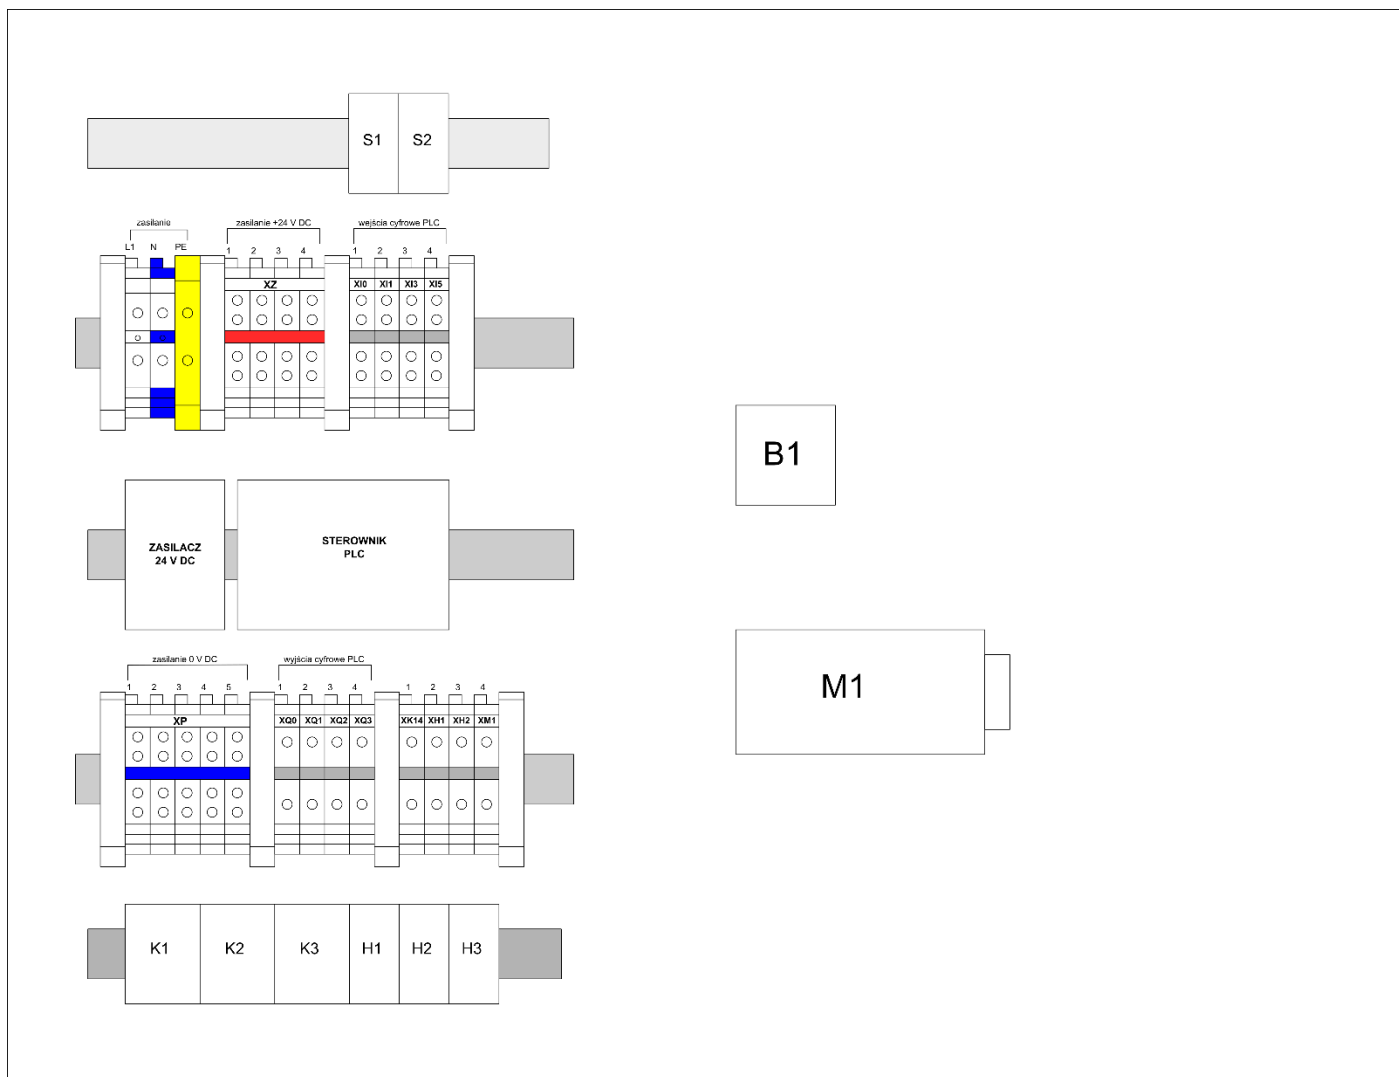 S1 S2
zasilanie zasilanie +24 V DC wejścia cyfrowe PLC
L1 N PE 1 2 3 4 1 2 3 4
XZ XI0 XI1 XI3 XI5
B1
ZASILACZ
24 V DC
STEROWNIK
PLC
M1
zasilanie 0 V DC wyjścia cyfrowe PLC
1 2 3 4 5 1 2 3 4 1 2 3 4
XP XQ0 XQ1 XQ2 XQ3 XK14 XH1 XH2 XM1
K1 K2 K3 H1 H2 H3